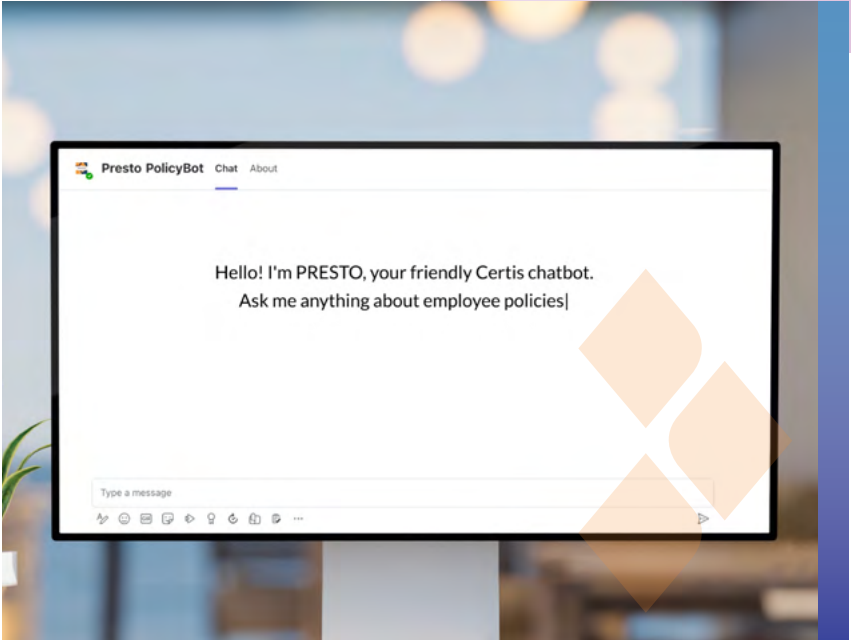 Presto PolicyBot Chat About
Hello! I'm PRESTO, your friendly Certis chatbot.
Ask me anything about employee policies|
Type a message